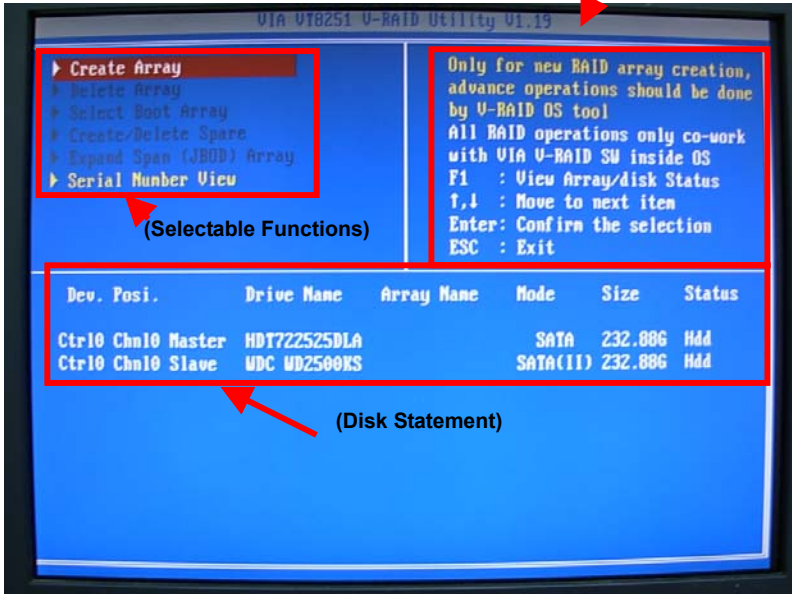 VIA VT8251 V-RAID Utility V1.19
Create Array
Delete Array
Select Boot Array
Create/Delete Spare
Expand Span (JBOD) Array
Serial Number View
(Selectable Functions)
Only for new RAID array creation,
advance operations should be done
by V-RAID OS tool
All RAID operations only co-work
with VIA V-RAID SW inside OS
F1 : View Array/disk Status
↑,↓ : Move to next item
Enter: Confirm the selection
ESC : Exit
Dev. Posi. Drive Name Array Name Mode Size Status
Ctrl0 Chnl0 Master HDT722525DLA SATA 232.88G Hdd
Ctrl0 Chnl0 Slave WDC WD2500KS SATA(II) 232.88G Hdd
(Disk Statement)